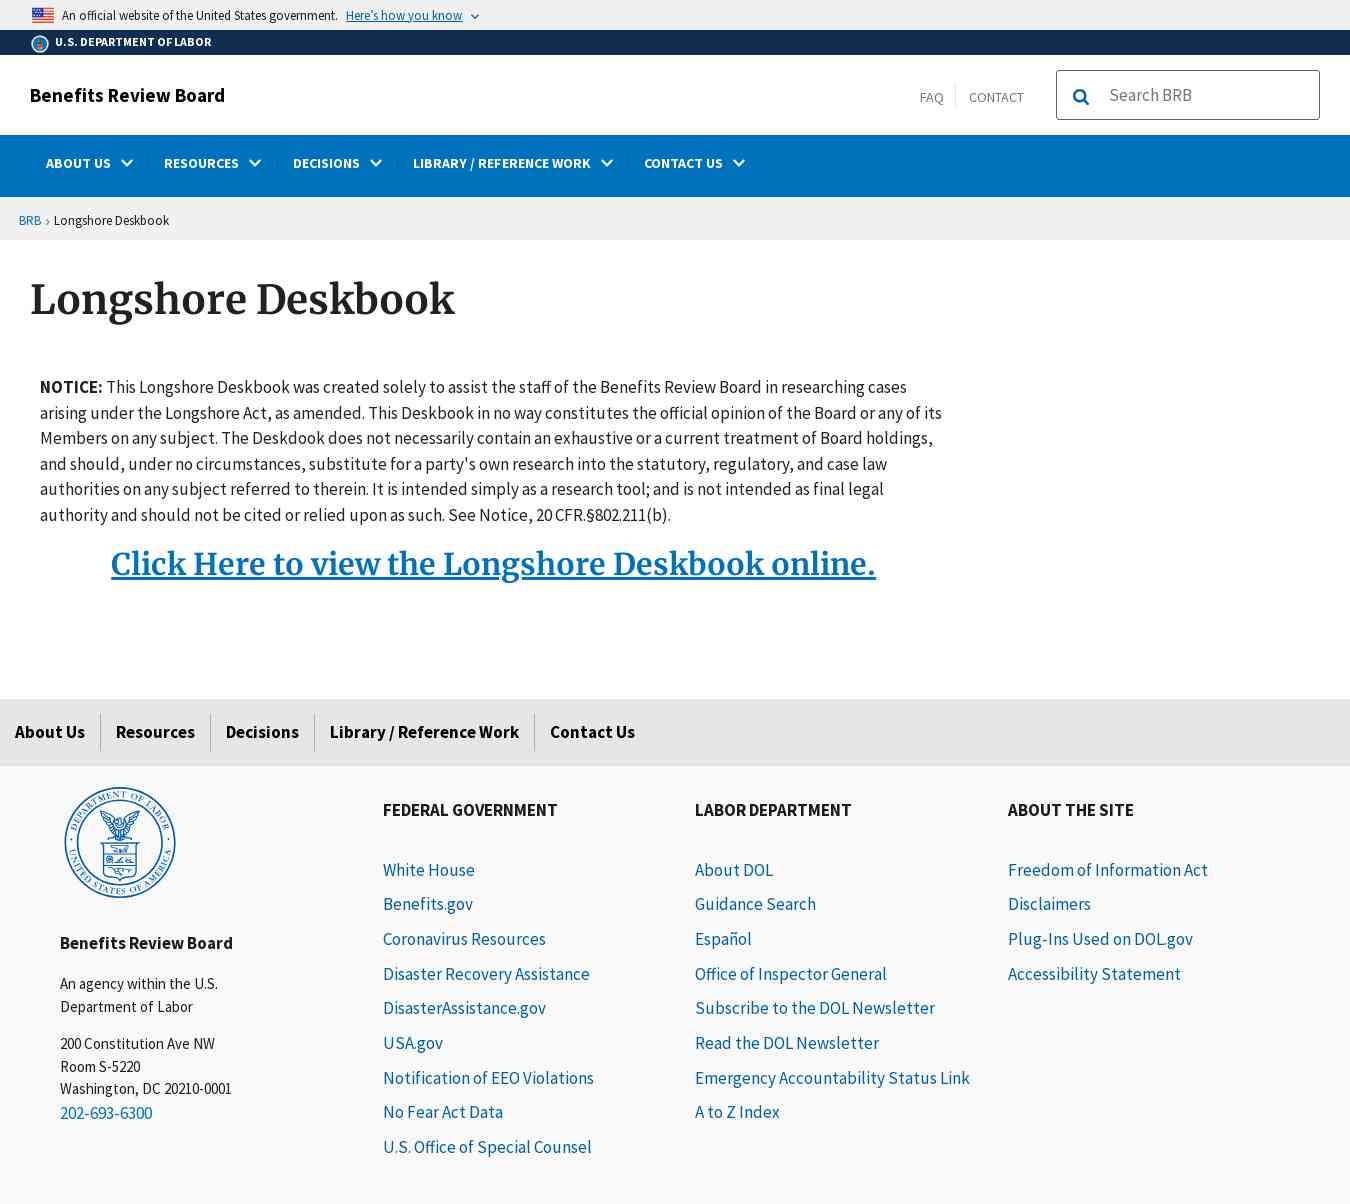 An official website of the United States government. Here's how you know
U.S. DEPARTMENT OF LABOR
Benefits Review Board
FAQ
CONTACT
Search BRB
ABOUT US
RESOURCES
DECISIONS
LIBRARY / REFERENCE WORK
CONTACT US
BRB › Longshore Deskbook
Longshore Deskbook
NOTICE: This Longshore Deskbook was created solely to assist the staff of the Benefits Review Board in researching cases
arising under the Longshore Act, as amended. This Deskbook in no way constitutes the official opinion of the Board or any of its
Members on any subject. The Deskdook does not necessarily contain an exhaustive or a current treatment of Board holdings,
and should, under no circumstances, substitute for a party's own research into the statutory, regulatory, and case law
authorities on any subject referred to therein. It is intended simply as a research tool; and is not intended as final legal
authority and should not be cited or relied upon as such. See Notice, 20 CFR.§802.211(b).
Click Here to view the Longshore Deskbook online.
About Us
Resources
Decisions
Library / Reference Work
Contact Us
DEPARTMENT OF LABOR
UNITED STATES OF AMERICA
Benefits Review Board
An agency within the U.S.
Department of Labor
200 Constitution Ave NW
Room S-5220
Washington, DC 20210-0001
202-693-6300
FEDERAL GOVERNMENT
White House
Benefits.gov
Coronavirus Resources
Disaster Recovery Assistance
DisasterAssistance.gov
USA.gov
Notification of EEO Violations
No Fear Act Data
U.S. Office of Special Counsel
LABOR DEPARTMENT
About DOL
Guidance Search
Español
Office of Inspector General
Subscribe to the DOL Newsletter
Read the DOL Newsletter
Emergency Accountability Status Link
A to Z Index
ABOUT THE SITE
Freedom of Information Act
Disclaimers
Plug-Ins Used on DOL.gov
Accessibility Statement